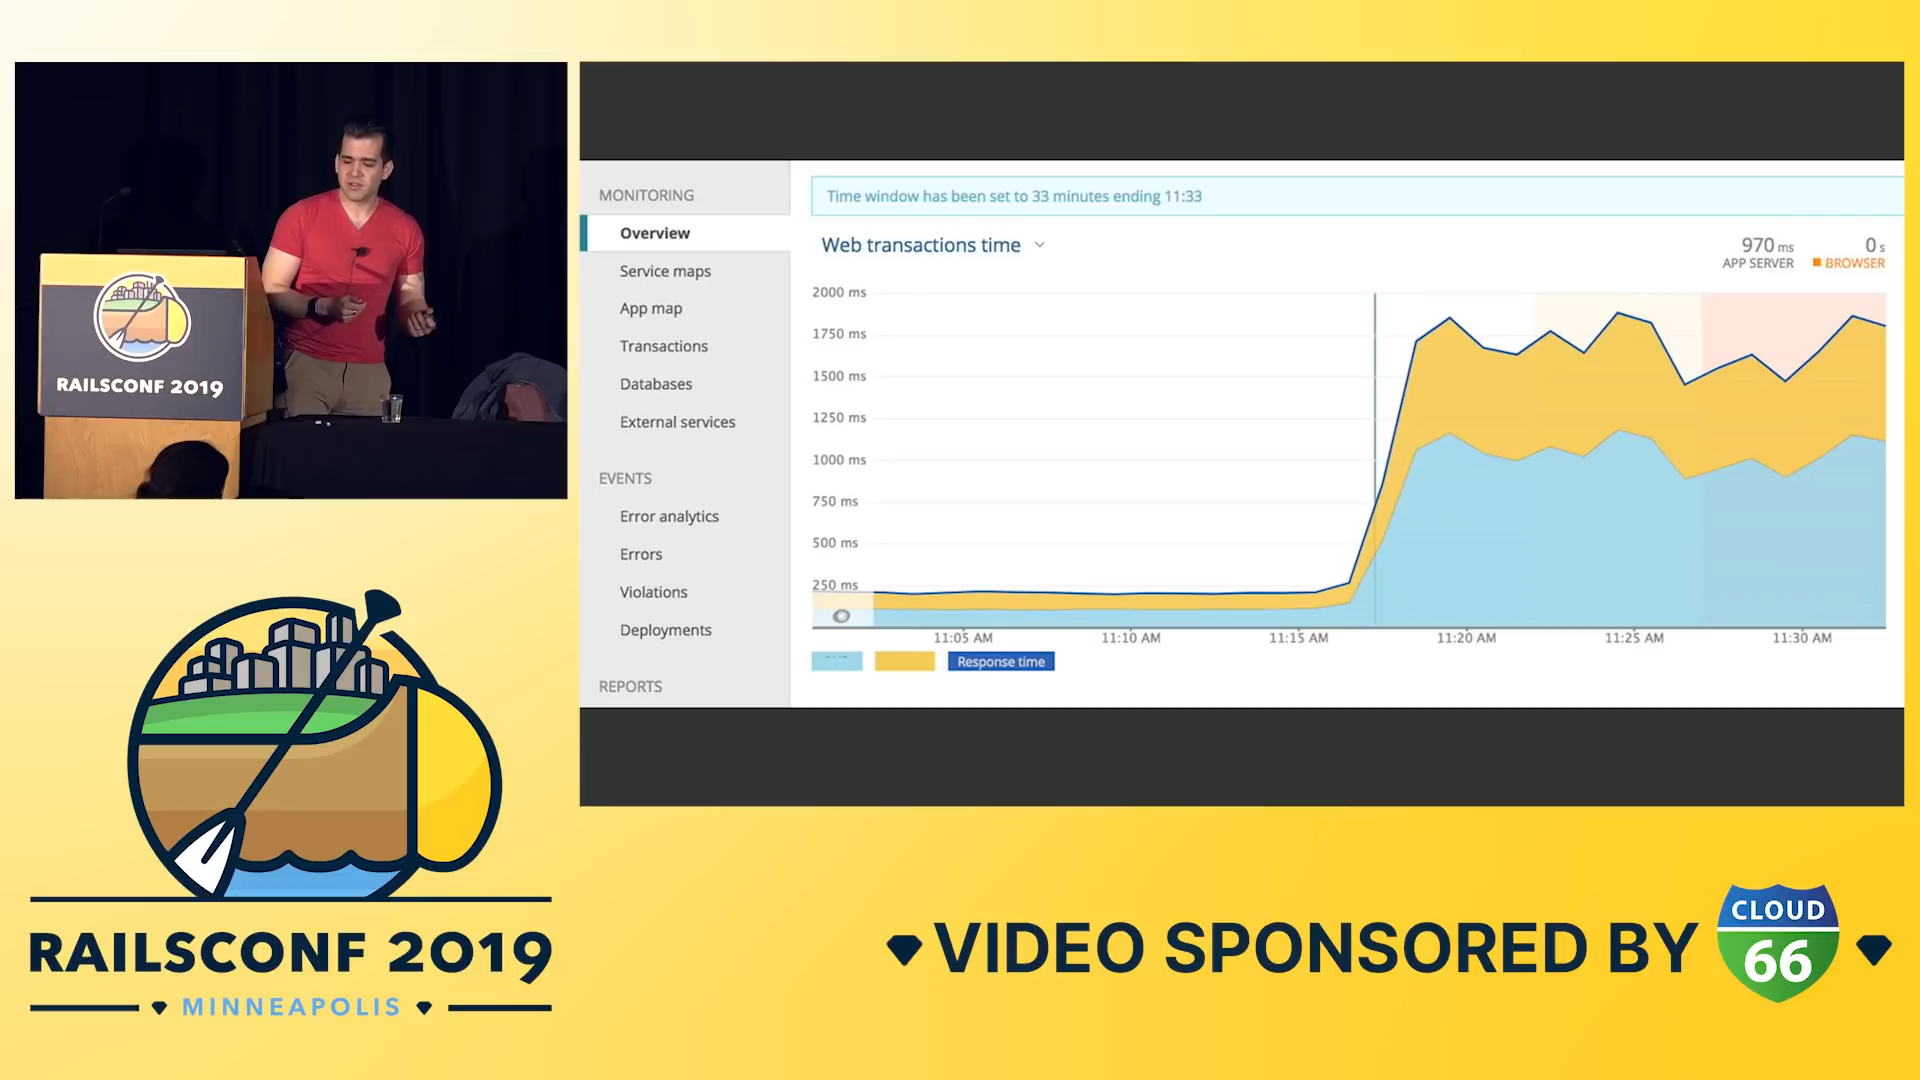 RAILSCONF 2019
RAILSCONF 2019
MINNEAPOLIS
MONITORING
Overview
Service maps
App map
Transactions
Databases
External services
EVENTS
Error analytics
Errors
Violations
Deployments
REPORTS
Time window has been set to 33 minutes ending 11:33
Web transactions time
970 ms
APP SERVER
0 s
BROWSER
2000 ms
1750 ms
1500 ms
1250 ms
1000 ms
750 ms
500 ms
250 ms
11:05 AM 11:10 AM 11:15 AM 11:20 AM 11:25 AM 11:30 AM
Response time
VIDEO SPONSORED BY
CLOUD
66